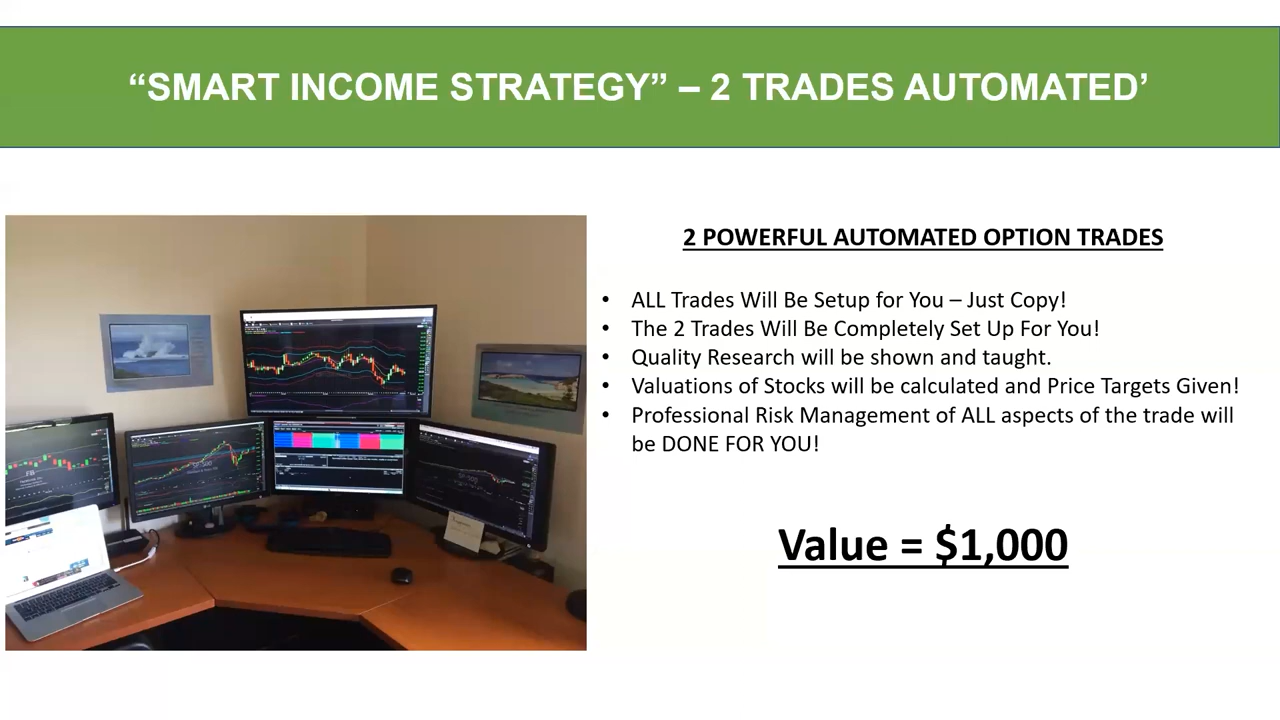 “SMART INCOME STRATEGY” – 2 TRADES AUTOMATED’
2 POWERFUL AUTOMATED OPTION TRADES
• ALL Trades Will Be Setup for You – Just Copy!
• The 2 Trades Will Be Completely Set Up For You!
• Quality Research will be shown and taught.
• Valuations of Stocks will be calculated and Price Targets Given!
• Professional Risk Management of ALL aspects of the trade will
be DONE FOR YOU!
Value = $1,000
FB